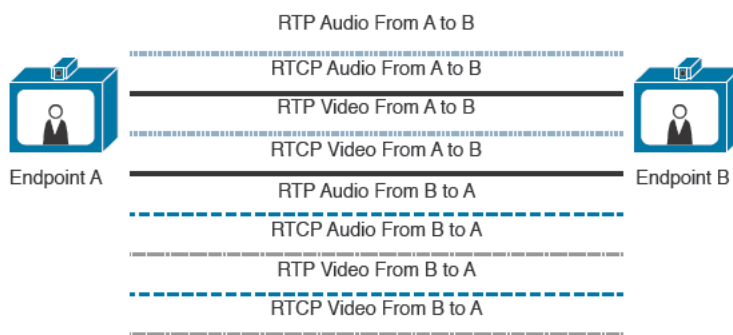 RTP Audio From A to B
RTCP Audio From A to B
RTP Video From A to B
RTCP Video From A to B
Endpoint A
Endpoint B
RTP Audio From B to A
RTCP Audio From B to A
RTP Video From B to A
RTCP Video From B to A